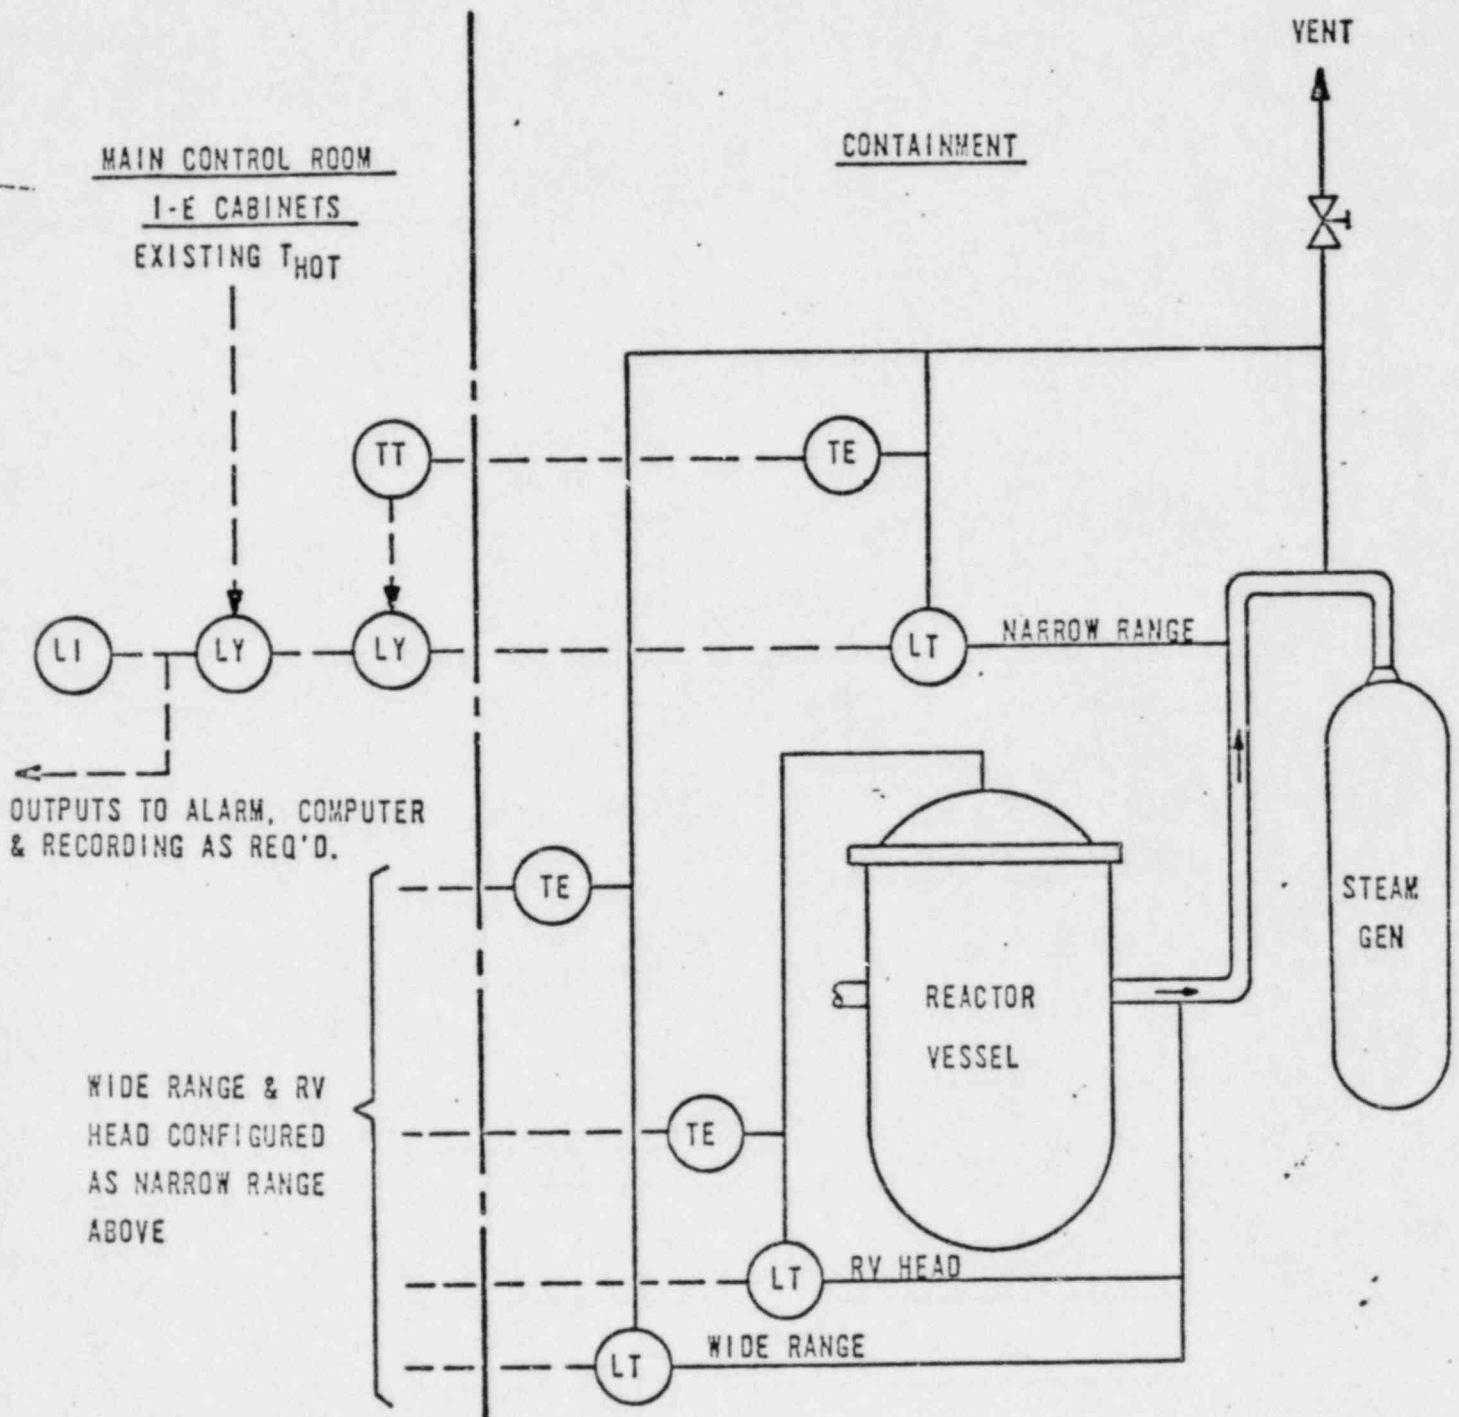 VENT
MAIN CONTROL ROOM
1-E CABINETS
EXISTING THOT
CONTAINMENT
TT
TE
LI
LY
LY
LT
NARROW RANGE
OUTPUTS TO ALARM, COMPUTER
& RECORDING AS REQ'D.
TE
STEAM
GEN
REACTOR
VESSEL
WIDE RANGE & RV
HEAD CONFIGURED
AS NARROW RANGE
ABOVE
TE
LT
RV HEAD
LT
WIDE RANGE